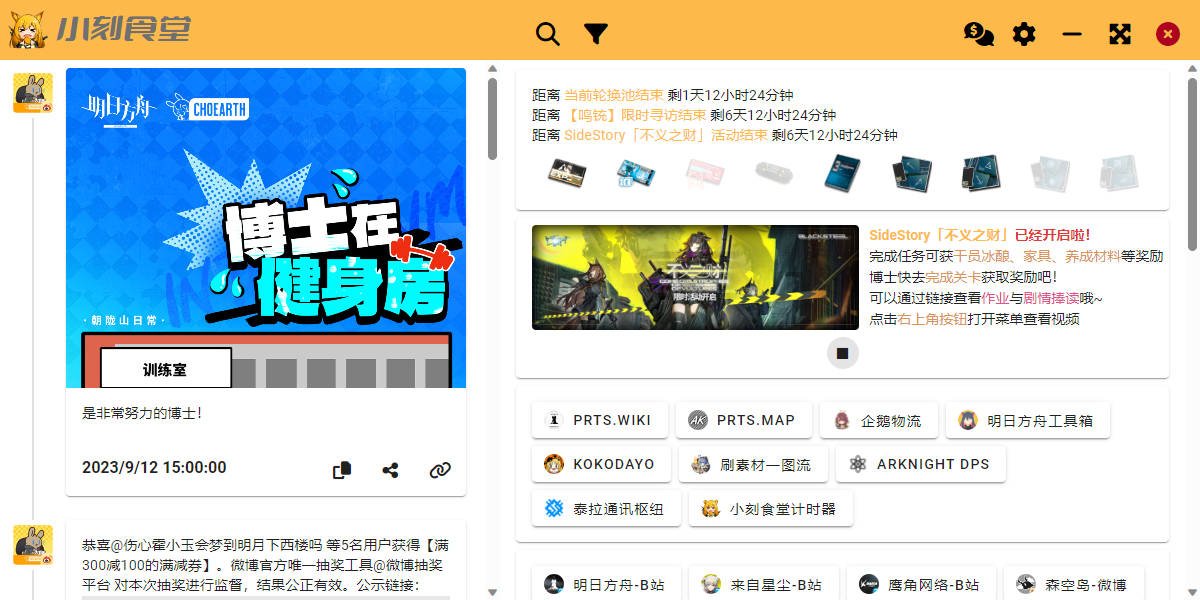 小刻食堂
明日方舟
CHOEARTH
博士在
健身房
·朝陇山日常·
训练室
是非常努力的博士！
2023/9/12 15:00:00
恭喜@伤心霍小玉会梦到明月下西楼吗 等5名用户获得【满
300减100的满减券】。微博官方唯一抽奖工具@微博抽奖
平台 对本次抽奖进行监督，结果公正有效。公示链接：
距离 当前轮换池结束 剩1天12小时24分钟
距离 【鸣铳】限时寻访结束 剩6天12小时24分钟
距离 SideStory「不义之财」活动结束 剩6天12小时24分钟
BLACKSTEEL
不义之财
限时活动开启
SideStory「不义之财」已经开启啦！
完成任务可获干员冰酿、家具、养成材料等奖励
博士快去完成关卡获取奖励吧！
可以通过链接查看作业与剧情捧读哦~
点击右上角按钮打开菜单查看视频
PRTS.WIKI
PRTS.MAP
企鹅物流
明日方舟工具箱
KOKODAYO
刷素材一图流
ARKNIGHT DPS
泰拉通讯枢纽
小刻食堂计时器
明日方舟-B站
来自星尘-B站
鹰角网络-B站
森空岛-微博